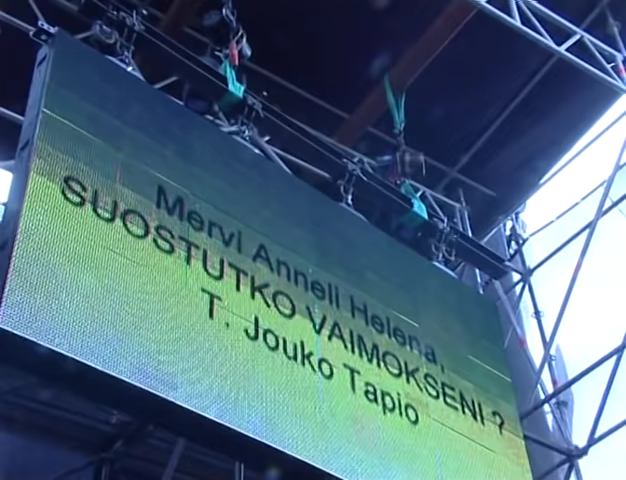 Mervi Anneli Helena,
SUOSTUTKO VAIMOKSENI ?
T. Jouko Tapio